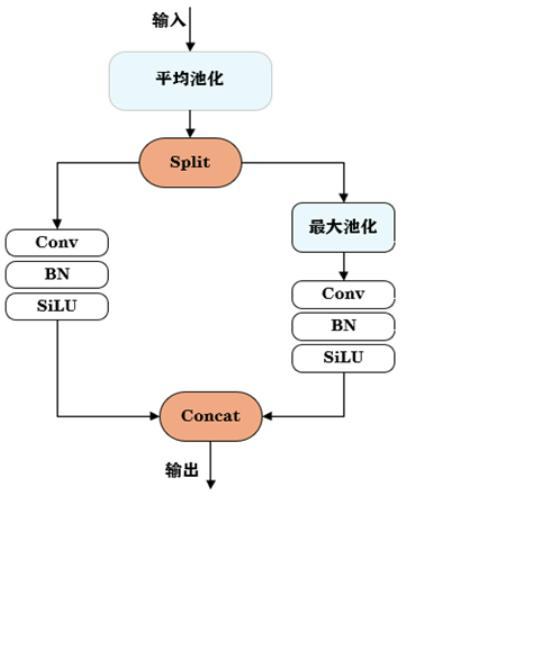 输入
平均池化
Split
Conv
BN
SiLU
最大池化
Conv
BN
SiLU
Concat
输出